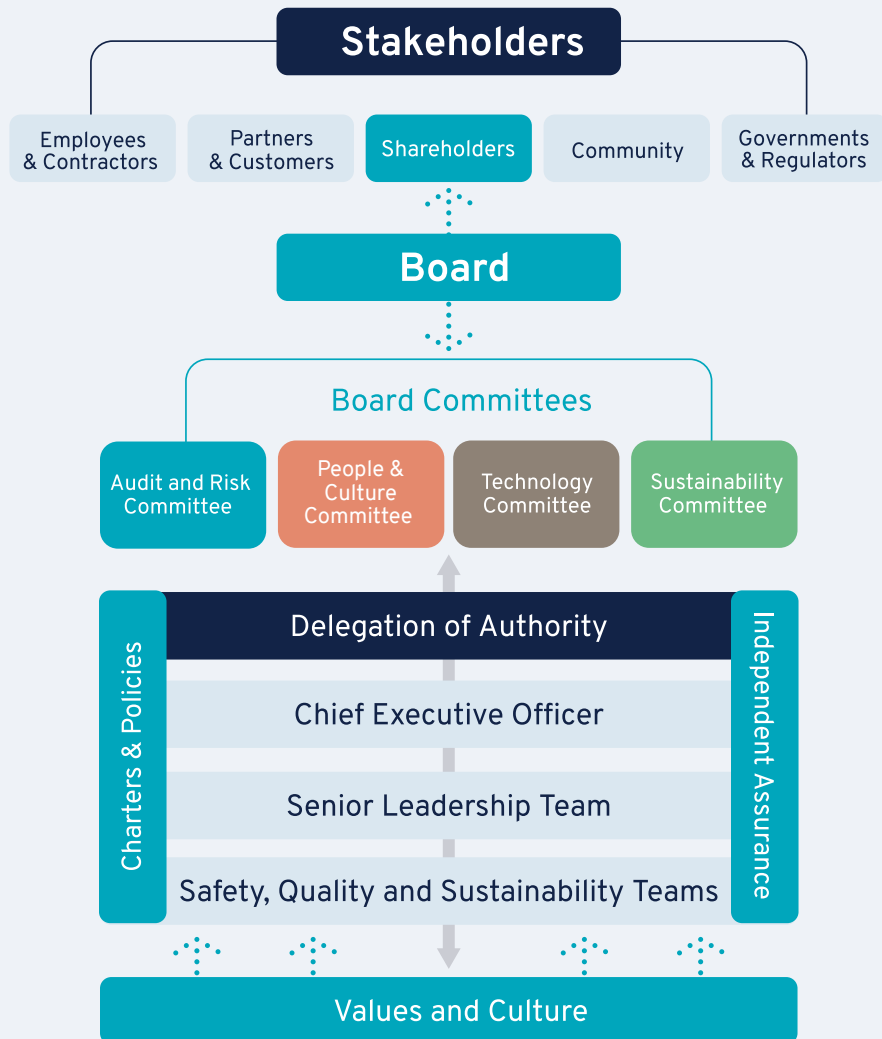 Stakeholders
Employees
& Contractors
Partners
& Customers
Shareholders
Community
Governments
& Regulators
Board
Board Committees
Audit and Risk
Committee
People &
Culture
Committee
Technology
Committee
Sustainability
Committee
Charters & Policies
Delegation of Authority
Chief Executive Officer
Senior Leadership Team
Safety, Quality and Sustainability Teams
Independent Assurance
Values and Culture